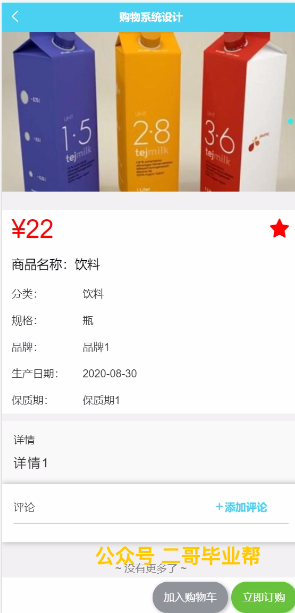 购物系统设计
UNIT
1·5
tejmilk
UNIT
2·8
tejmilk
UNIT
3·6
tejmilk
¥22
商品名称：饮料
分类： 饮料
规格： 瓶
品牌： 品牌1
生产日期： 2020-08-30
保质期： 保质期1
详情
详情1
评论 +添加评论
公众号 二哥毕业帮
~ 没有更多了 ~
加入购物车 立即订购